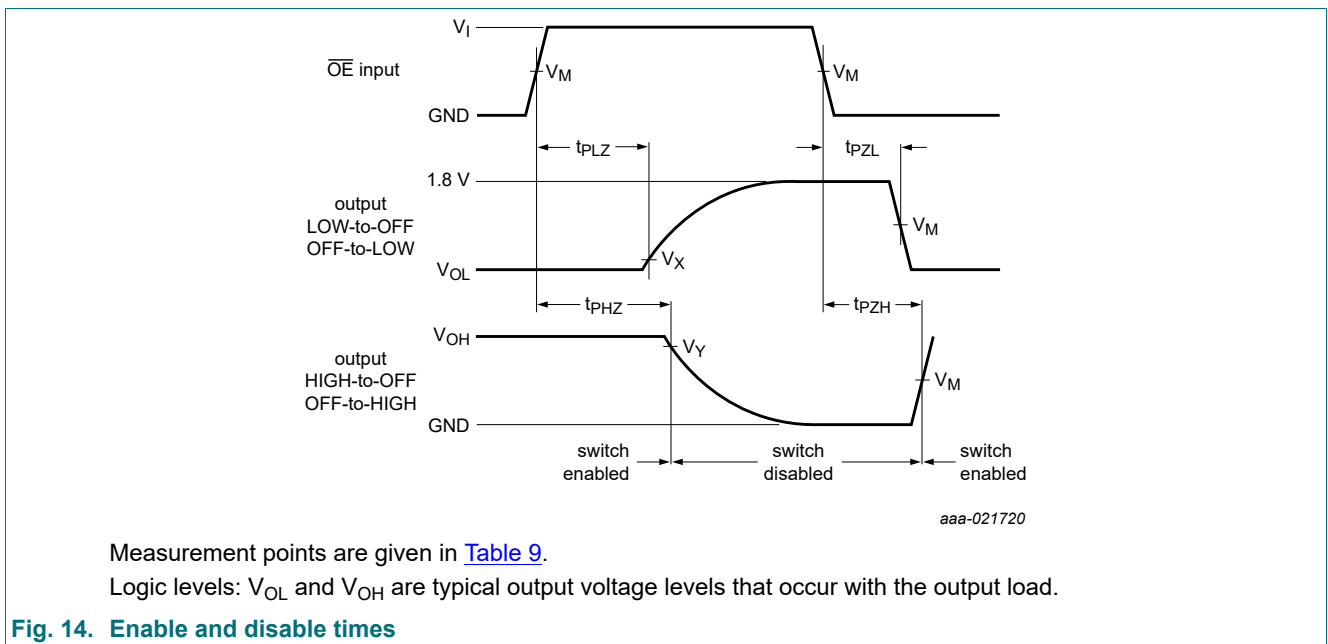 V_I
OE input
V_M
V_M
GND
t_PLZ
t_PZL
1.8 V
output
LOW-to-OFF
OFF-to-LOW
V_M
V_X
V_OL
t_PHZ
t_PZH
V_OH
V_Y
output
HIGH-to-OFF
OFF-to-HIGH
V_M
GND
switch
enabled
switch
disabled
switch
enabled
aaa-021720
Measurement points are given in Table 9.
Logic levels: V_OL and V_OH are typical output voltage levels that occur with the output load.
Fig. 14. Enable and disable times